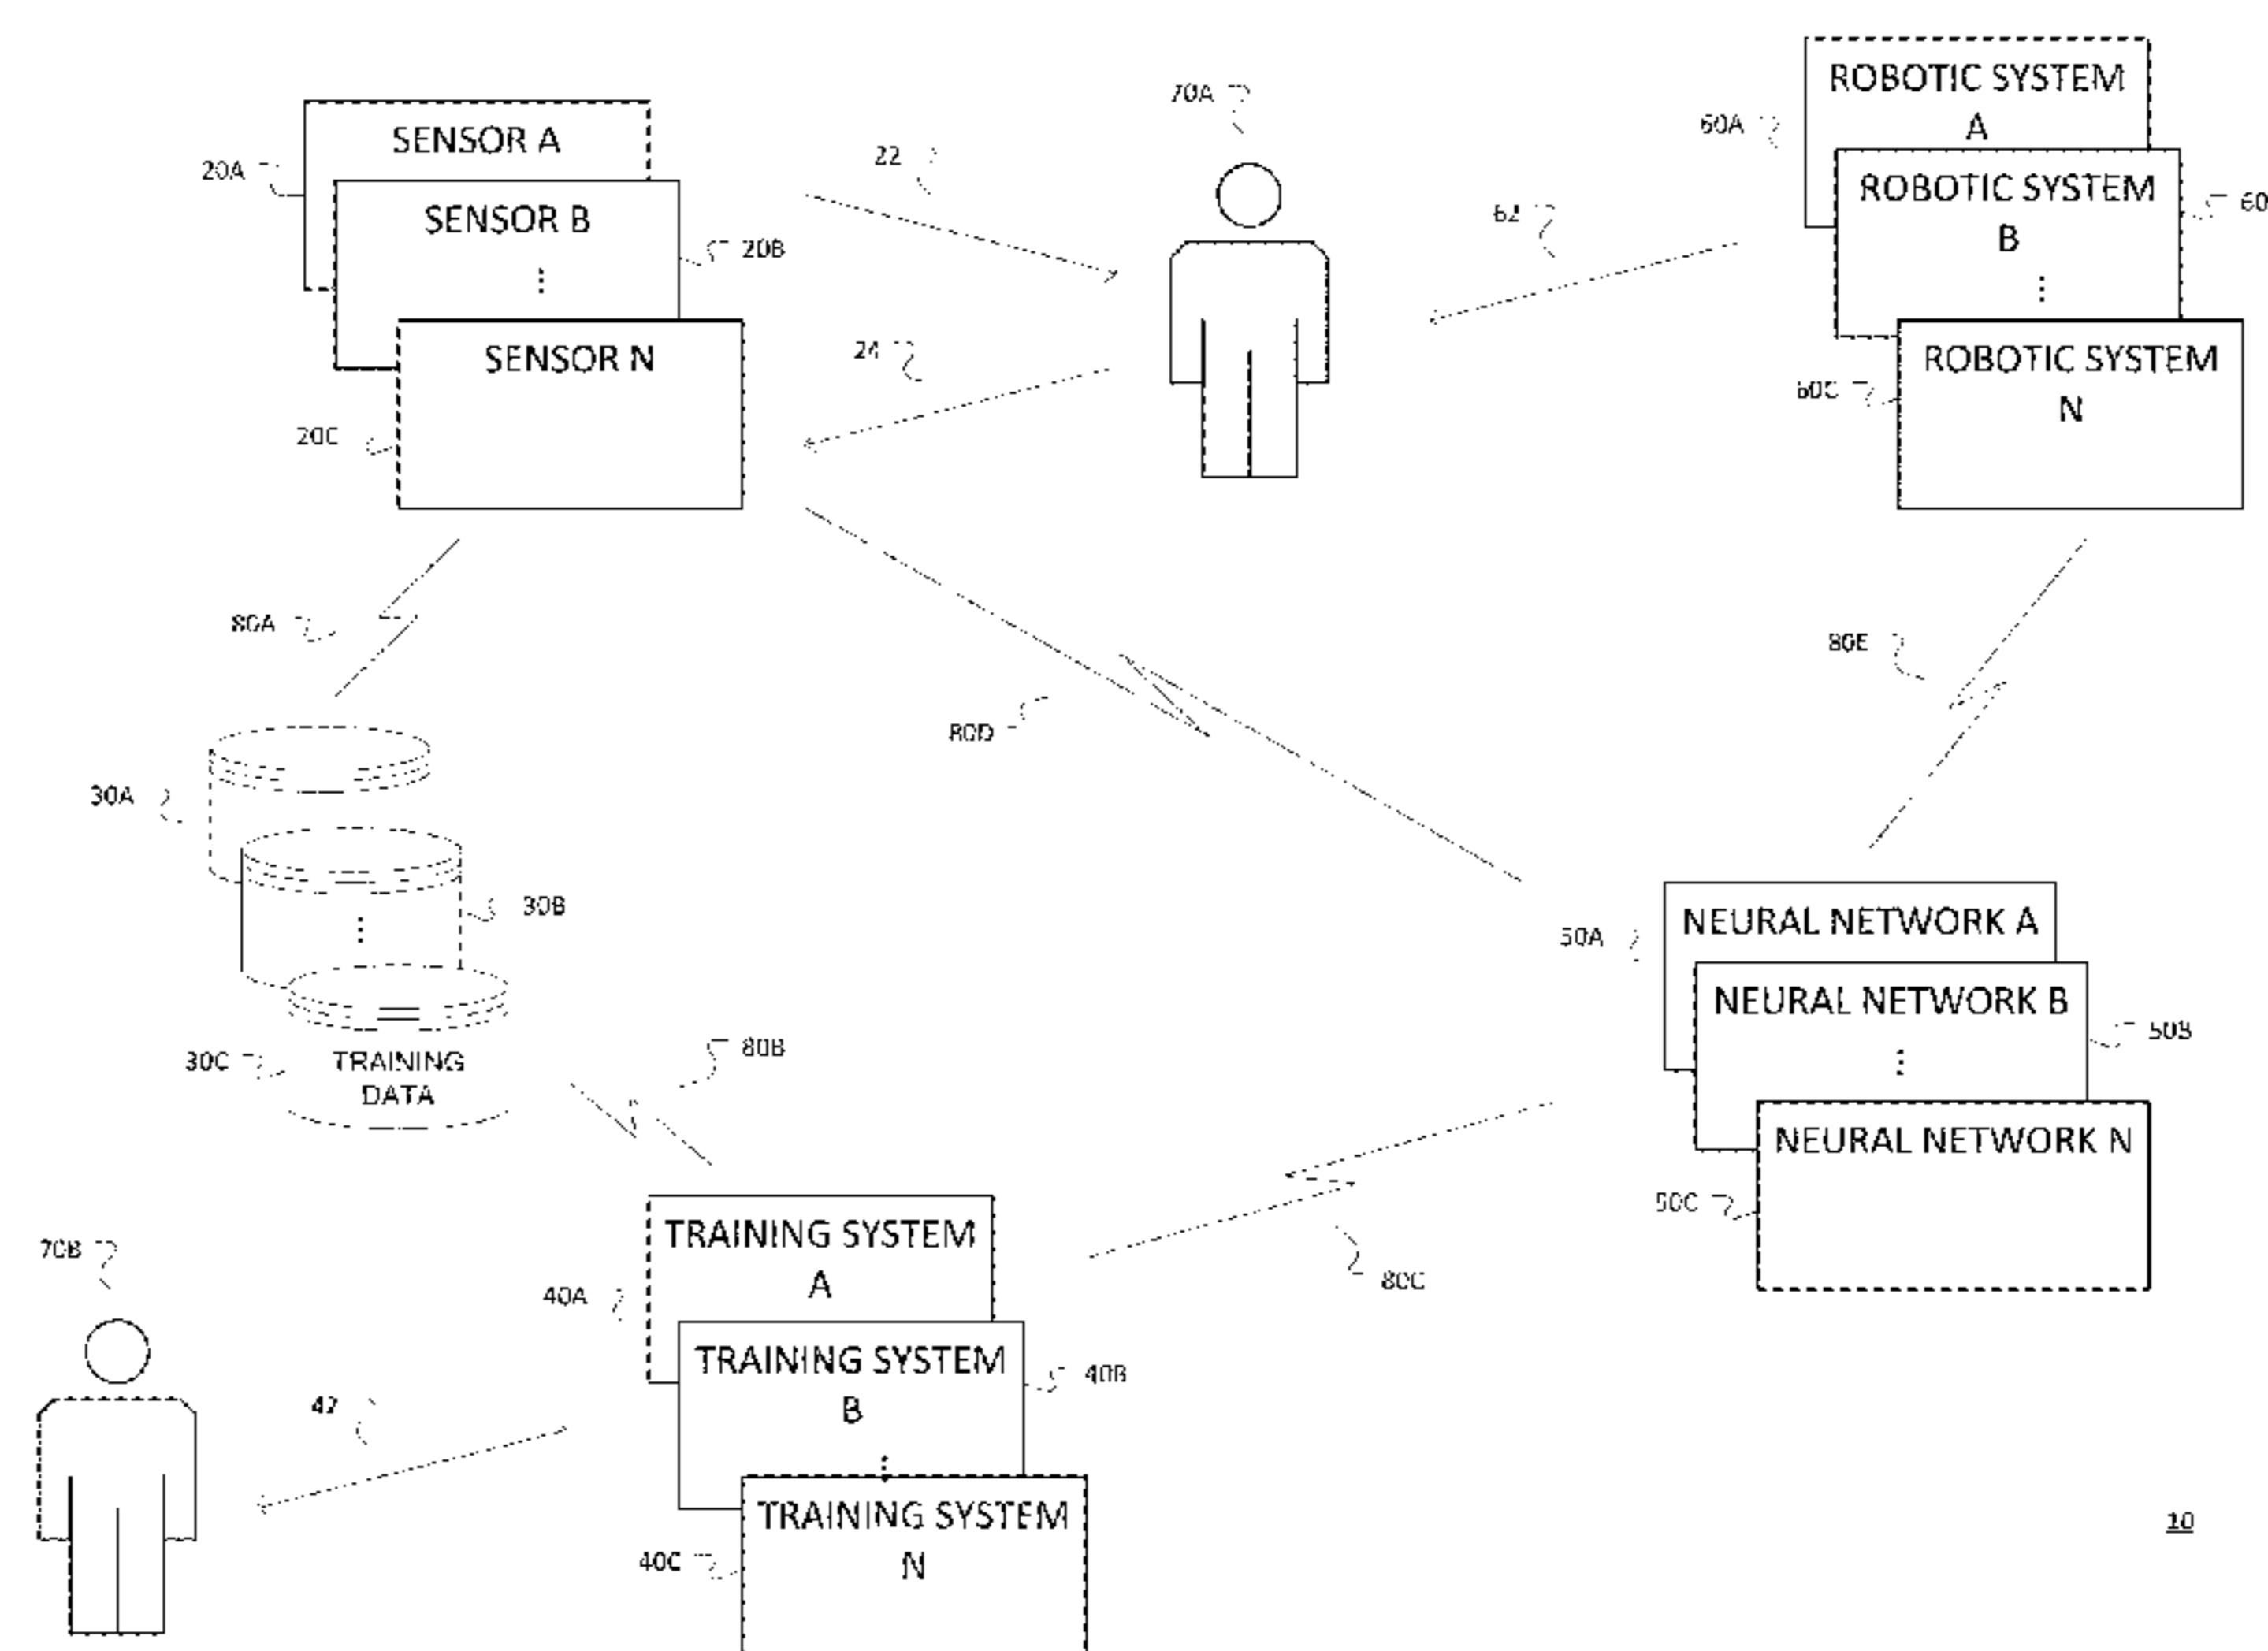 70A
ROBOTIC SYSTEM
A
60A
SENSOR A
20A
22
ROBOTIC SYSTEM
B
60
SENSOR B
20B
62
⋮
⋮
24
SENSOR N
ROBOTIC SYSTEM
N
60C
20C
80A
80E
80D
30A
30B
⋮
50A
NEURAL NETWORK A
NEURAL NETWORK B
50B
⋮
80B
30C
TRAINING
DATA
NEURAL NETWORK N
50C
70B
TRAINING SYSTEM
A
40A
80C
TRAINING SYSTEM
B
40B
42
⋮
TRAINING SYSTEM
N
40C
10